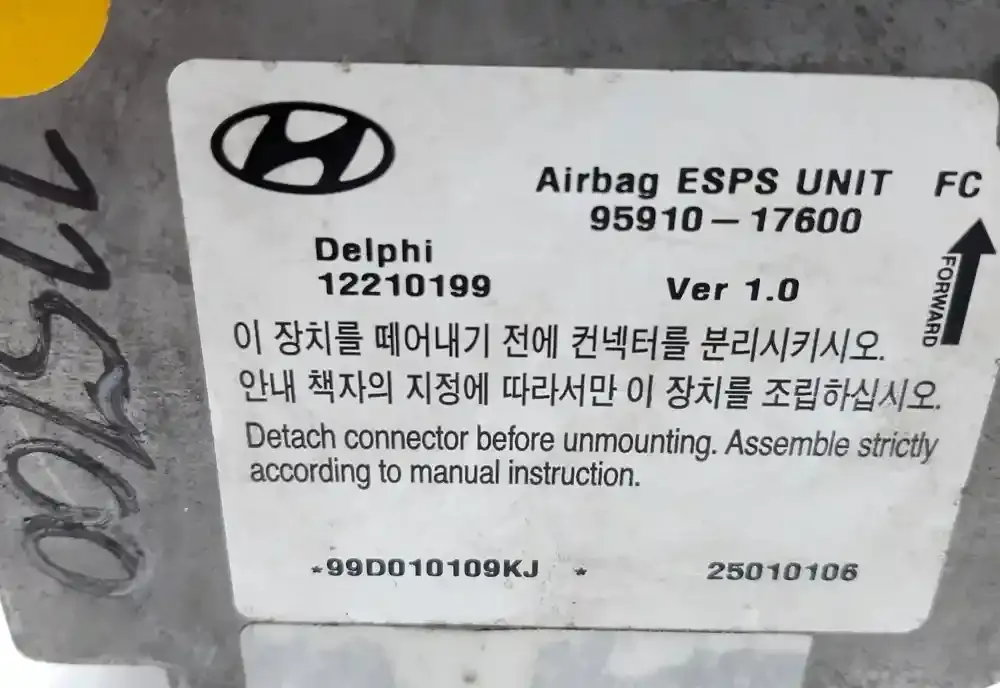 Airbag ESPS UNIT FC
95910-17600
Delphi
12210199
Ver 1.0
FORWARD
이 장치를 떼어내기 전에 컨넥터를 분리시키시오.
안내 책자의 지정에 따라서만 이 장치를 조립하십시오.
Detach connector before unmounting. Assemble strictly
according to manual instruction.
*99D010109KJ *
25010106